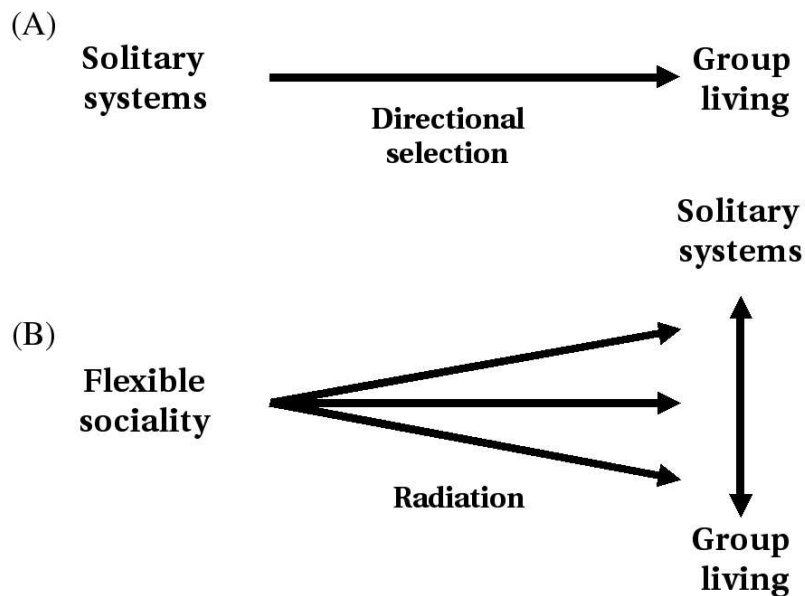 (A)
Solitary
systems
Group
living
Directional
selection
Solitary
systems
(B)
Flexible
sociality
Radiation
Group
living